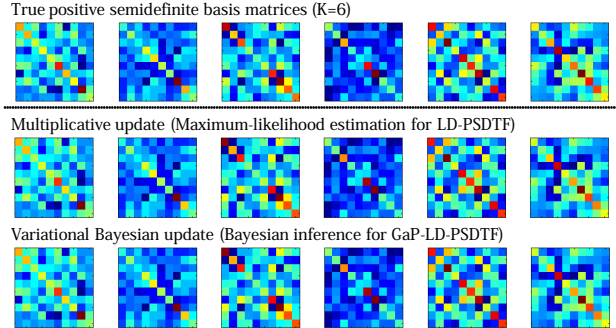 True positive semidefinite basis matrices (K=6)
Multiplicative update (Maximum-likelihood estimation for LD-PSDTF)
Variational Bayesian update (Bayesian inference for GaP-LD-PSDTF)